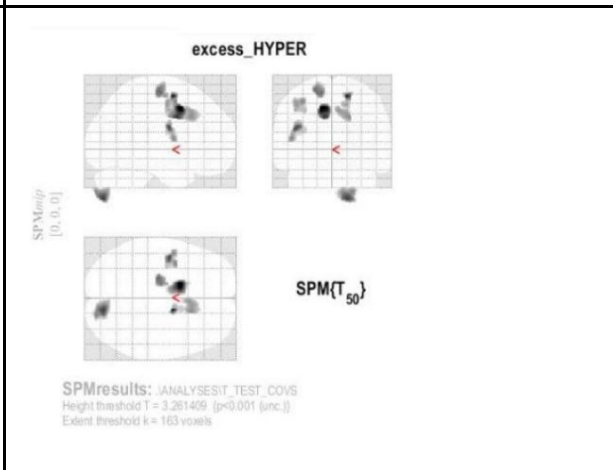 excess_HYPER
<
<
SPMmip
[0, 0, 0]
<
SPM{T50}
SPMresults: .\ANALYSES\T_TEST_COVS
Height threshold T = 3.261409 {p<0.001 (unc.)}
Extent threshold k = 163 voxels